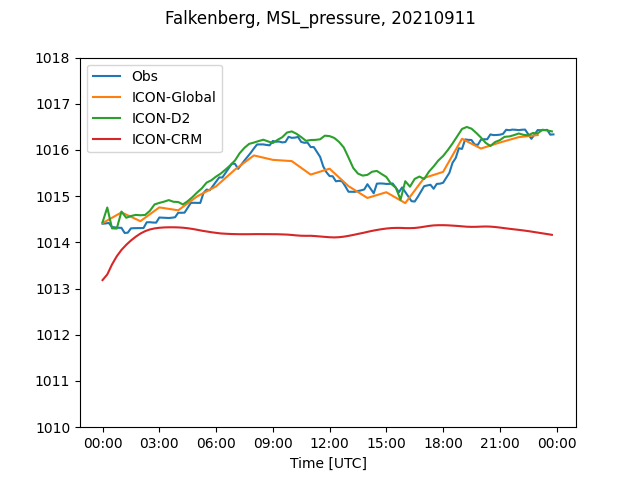 Falkenberg, MSL_pressure, 20210911
1018
1017
1016
1015
1014
1013
1012
1011
1010
Obs
ICON-Global
ICON-D2
ICON-CRM
00:00 03:00 06:00 09:00 12:00 15:00 18:00 21:00 00:00
Time [UTC]